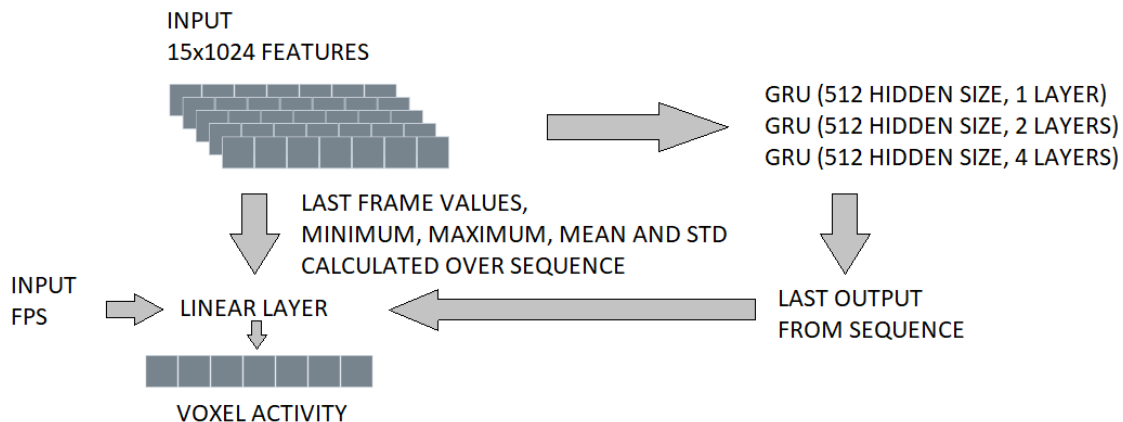 INPUT
15x1024 FEATURES
GRU (512 HIDDEN SIZE, 1 LAYER)
GRU (512 HIDDEN SIZE, 2 LAYERS)
GRU (512 HIDDEN SIZE, 4 LAYERS)
LAST FRAME VALUES,
MINIMUM, MAXIMUM, MEAN AND STD
CALCULATED OVER SEQUENCE
INPUT
FPS
LINEAR LAYER
LAST OUTPUT
FROM SEQUENCE
VOXEL ACTIVITY